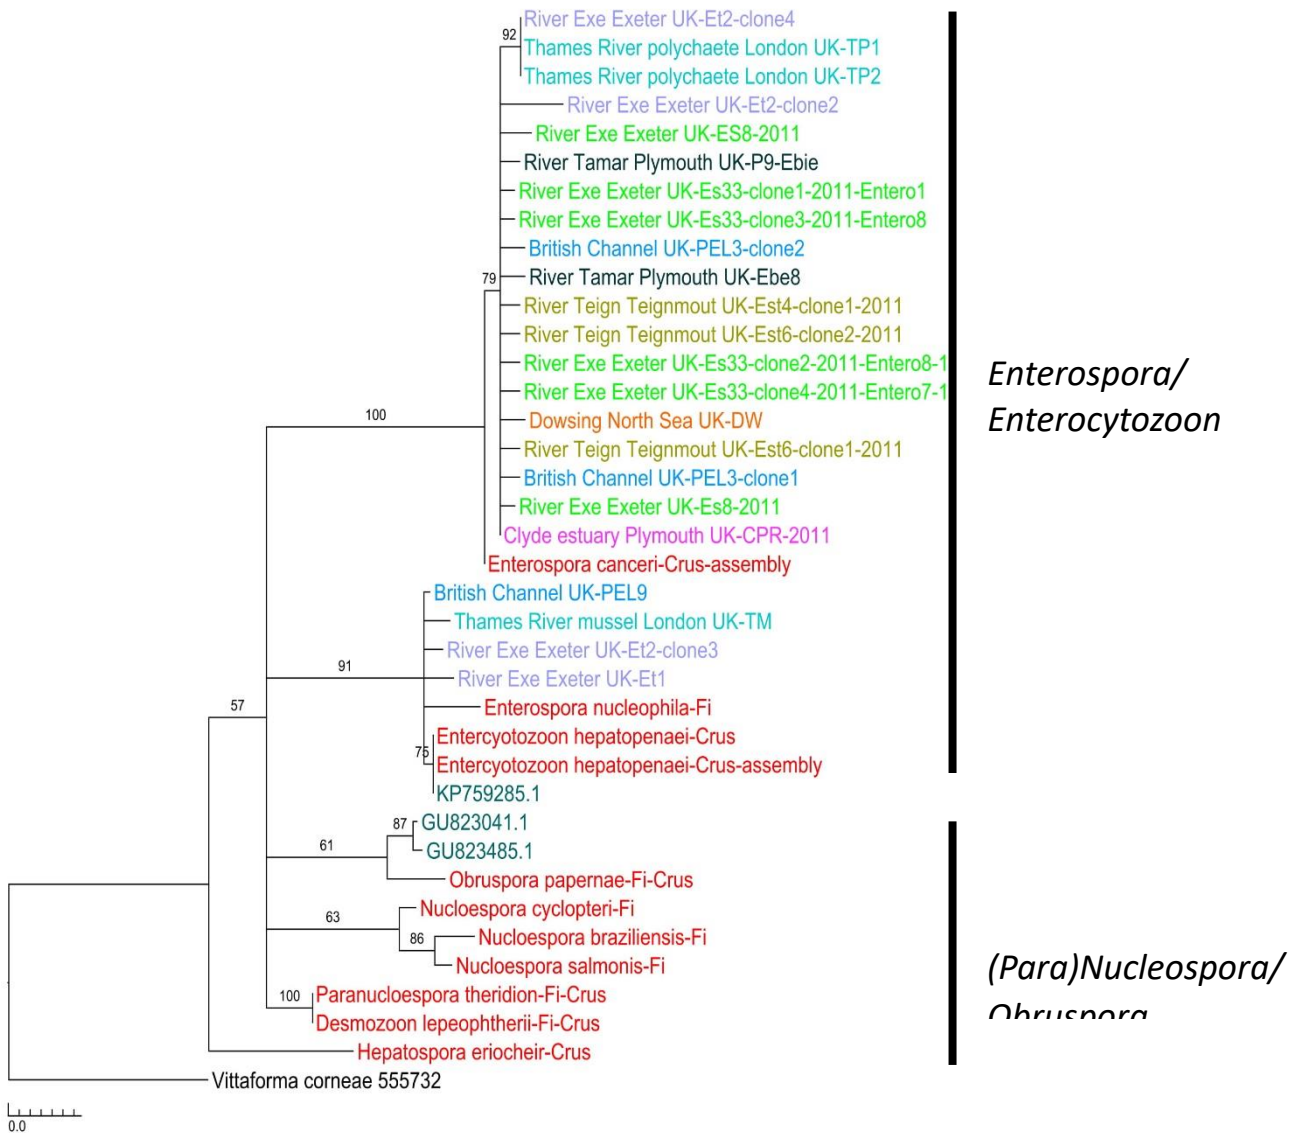 River Exe Exeter UK-Et2-clone4
92
Thames River polychaete London UK-TP1
Thames River polychaete London UK-TP2
River Exe Exeter UK-Et2-clone2
River Exe Exeter UK-ES8-2011
River Tamar Plymouth UK-P9-Ebie
River Exe Exeter UK-Es33-clone1-2011-Entero1
River Exe Exeter UK-Es33-clone3-2011-Entero8
British Channel UK-PEL3-clone2
79
River Tamar Plymouth UK-Ebe8
River Teign Teignmout UK-Est4-clone1-2011
River Teign Teignmout UK-Est6-clone2-2011
River Exe Exeter UK-Es33-clone2-2011-Entero8-1
Enterospora/
River Exe Exeter UK-Es33-clone4-2011-Entero7-1
100
Enterocytozoon
Dowsing North Sea UK-DW
River Teign Teignmout UK-Est6-clone1-2011
British Channel UK-PEL3-clone1
River Exe Exeter UK-Es8-2011
Clyde estuary Plymouth UK-CPR-2011
Enterospora canceri-Crus-assembly
British Channel UK-PEL9
Thames River mussel London UK-TM
River Exe Exeter UK-Et2-clone3
91
River Exe Exeter UK-Et1
57
Enterospora nucleophila-Fi
Entercyotozoon hepatopenaei-Crus
75
Entercyotozoon hepatopenaei-Crus-assembly
KP759285.1
87
GU823041.1
61
GU823485.1
Obruspora papernae-Fi-Crus
Nucloespora cyclopteri-Fi
63
86
Nucloespora braziliensis-Fi
Nucloespora salmonis-Fi
(Para)Nucleospora/
100
Paranucloespora theridion-Fi-Crus
Obruspora
Desmozoon lepeophtherii-Fi-Crus
Hepatospora eriocheir-Crus
Vittaforma corneae 555732
0.0